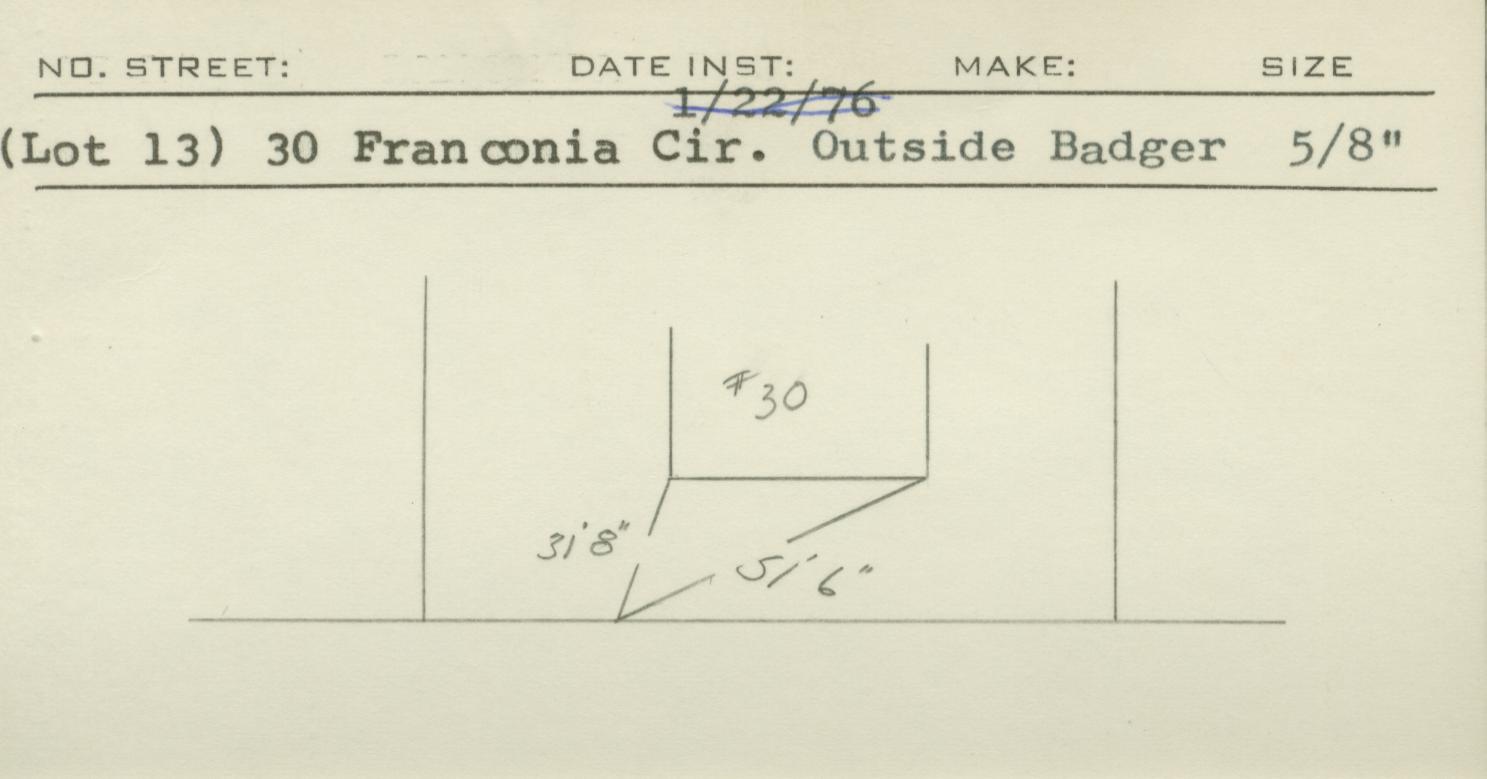 NO. STREET: DATE INST: MAKE: SIZE
1/22/76
(Lot 13) 30 Franconia Cir. Outside Badger 5/8"
#30
31'8"
51'6"